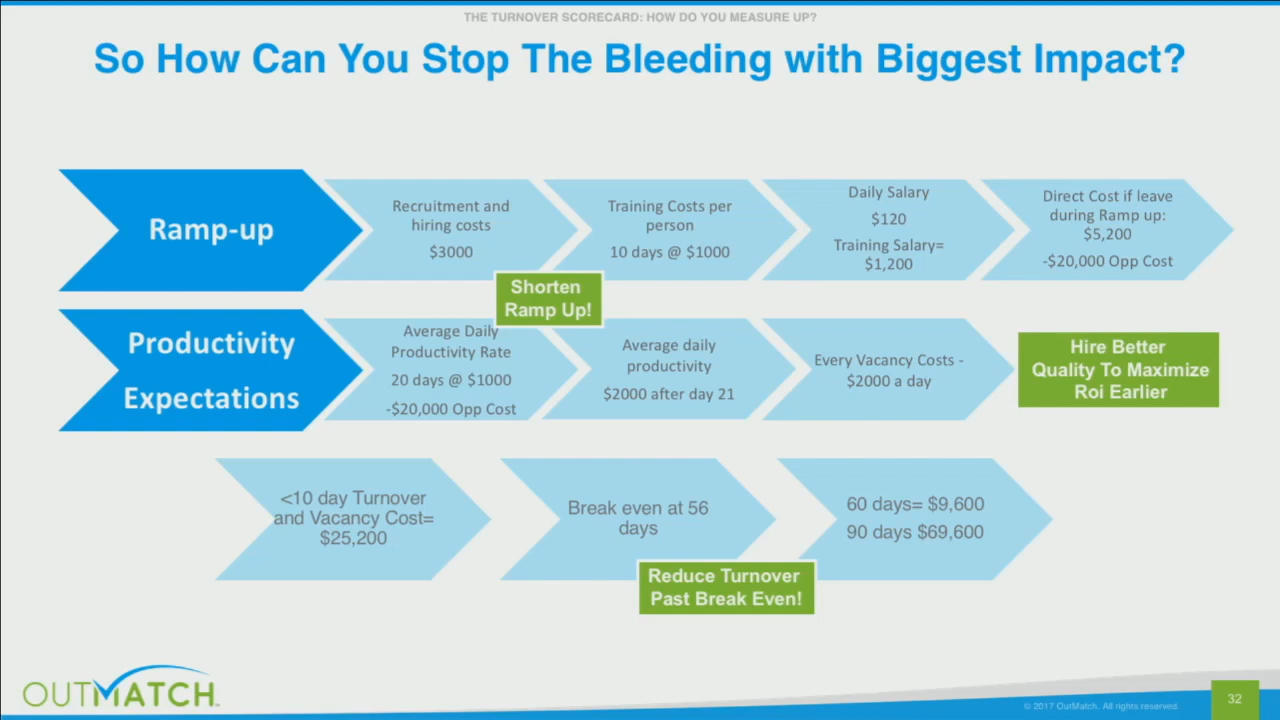 THE TURNOVER SCORECARD: HOW DO YOU MEASURE UP?
So How Can You Stop The Bleeding with Biggest Impact?
Ramp-up
Recruitment and
hiring costs
$3000
Training Costs per
person
10 days @ $1000
Daily Salary
$120
Training Salary=
$1,200
Direct Cost if leave
during Ramp up:
$5,200
-$20,000 Opp Cost
Shorten
Ramp Up!
Productivity
Expectations
Average Daily
Productivity Rate
20 days @ $1000
-$20,000 Opp Cost
Average daily
productivity
$2000 after day 21
Every Vacancy Costs -
$2000 a day
Hire Better
Quality To Maximize
Roi Earlier
<10 day Turnover
and Vacancy Cost=
$25,200
Break even at 56
days
60 days= $9,600
90 days $69,600
Reduce Turnover
Past Break Even!
OUTMATCH
© 2017 OutMatch. All rights reserved.
32